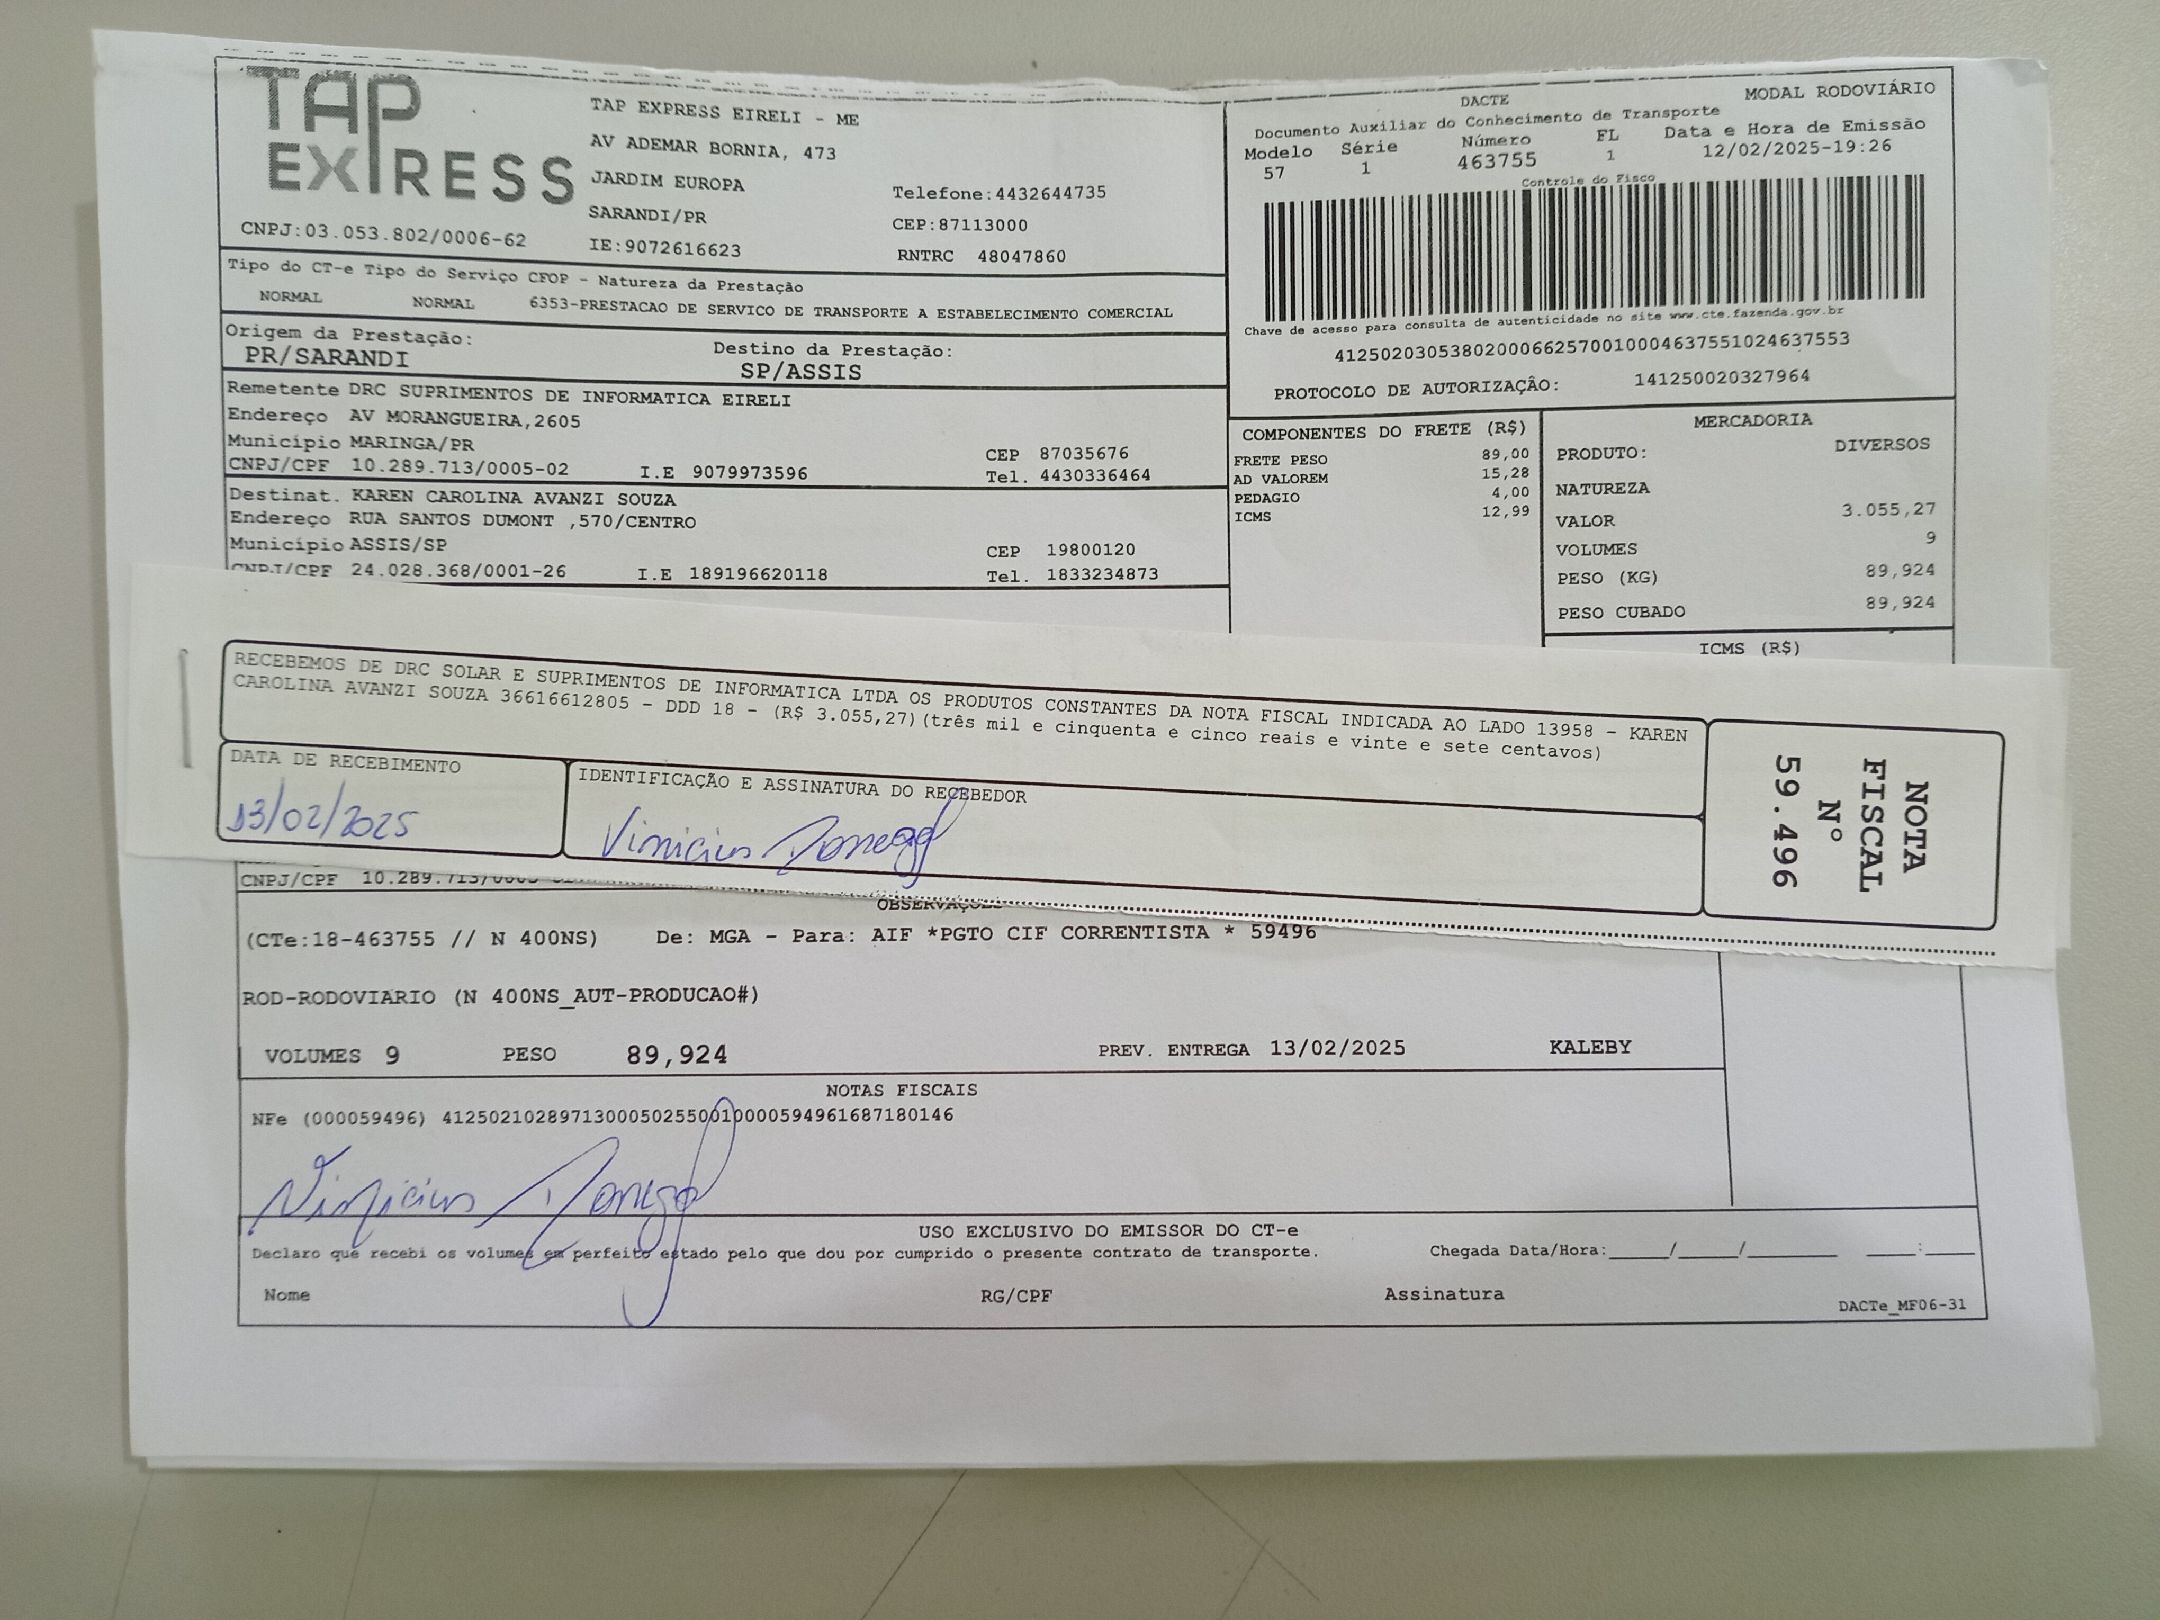 TAP
EXPRESS
CNPJ:03.053.802/0006-62
TAP EXPRESS EIRELI - ME
AV ADEMAR BORNIA, 473
JARDIM EUROPA
SARANDI/PR
IE:9072616623
Telefone:4432644735
CEP:87113000
RNTRC 48047860
DACTE
MODAL RODOVIÁRIO
Documento Auxiliar do Conhecimento de Transporte
Modelo Série Número FL Data e Hora de Emissão
57 1 463755 1 12/02/2025-19:26
Controle do Fisco
Chave de acesso para consulta de autenticidade no site www.cte.fazenda.gov.br
41250203053802000662570010004637551024637553
PROTOCOLO DE AUTORIZAÇÃO: 141250020327964
Tipo do CT-e Tipo do Serviço CFOP - Natureza da Prestação
NORMAL NORMAL 6353-PRESTACAO DE SERVICO DE TRANSPORTE A ESTABELECIMENTO COMERCIAL
Origem da Prestação: Destino da Prestação:
PR/SARANDI SP/ASSIS
Remetente DRC SUPRIMENTOS DE INFORMATICA EIRELI
Endereço AV MORANGUEIRA,2605
Município MARINGA/PR CEP 87035676
CNPJ/CPF 10.289.713/0005-02 I.E 9079973596 Tel. 4430336464
Destinat. KAREN CAROLINA AVANZI SOUZA
Endereço RUA SANTOS DUMONT ,570/CENTRO
Município ASSIS/SP CEP 19800120
CNPJ/CPF 24.028.368/0001-26 I.E 189196620118 Tel. 1833234873
COMPONENTES DO FRETE (R$)
FRETE PESO 89,00
AD VALOREM 15,28
PEDAGIO 4,00
ICMS 12,99
MERCADORIA
PRODUTO: DIVERSOS
NATUREZA
VALOR 3.055,27
VOLUMES 9
PESO (KG) 89,924
PESO CUBADO 89,924
ICMS (R$)
RECEBEMOS DE DRC SOLAR E SUPRIMENTOS DE INFORMATICA LTDA OS PRODUTOS CONSTANTES DA NOTA FISCAL INDICADA AO LADO 13958 - KAREN
CAROLINA AVANZI SOUZA 36616612805 - DDD 18 - (R$ 3.055,27)(três mil e cinquenta e cinco reais e vinte e sete centavos)
DATA DE RECEBIMENTO
13/02/2025
IDENTIFICAÇÃO E ASSINATURA DO RECEBEDOR
Vinicius
NOTA
FISCAL
Nº
59.496
CNPJ/CPF 10.289.713/0005
OBSERVAÇÕES
(CTe:18-463755 // N 400NS) De: MGA - Para: AIF *PGTO CIF CORRENTISTA * 59496
ROD-RODOVIARIO (N 400NS_AUT-PRODUCAO#)
VOLUMES 9 PESO 89,924 PREV. ENTREGA 13/02/2025 KALEBY
NOTAS FISCAIS
NFe (000059496) 41250210289713000502550010000594961687180146
Vinicius
USO EXCLUSIVO DO EMISSOR DO CT-e
Declaro que recebi os volumes em perfeito estado pelo que dou por cumprido o presente contrato de transporte. Chegada Data/Hora:_____/_____/________ ____:____
Nome RG/CPF Assinatura
DACTe_MF06-31